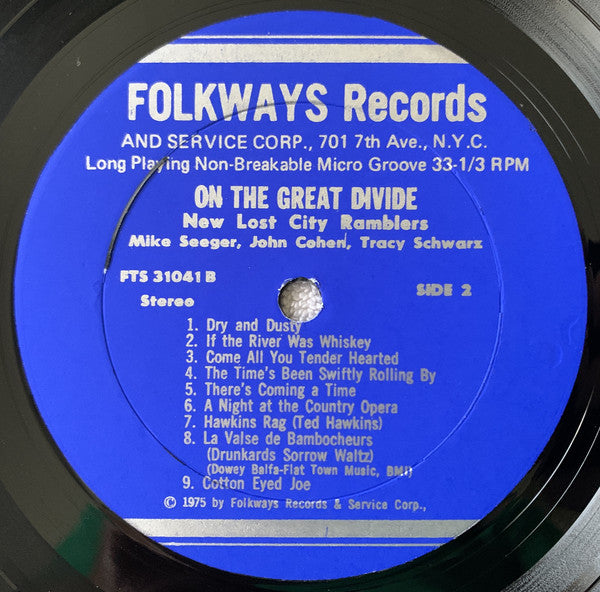 FOLKWAYS Records
AND SERVICE CORP., 701 7th Ave., N.Y.C.
Long Playing Non-Breakable Micro Groove 33-1/3 RPM
ON THE GREAT DIVIDE
New Lost City Ramblers
Mike Seeger, John Cohen, Tracy Schwarz
FTS 31041 B
SIDE 2
Stereo
1. Dry and Dusty
2. If the River Was Whiskey
3. Come All You Tender Hearted
4. The Time's Been Swiftly Rolling By
5. There's Coming a Time
6. A Night at the Country Opera
7. Hawkins Rag (Ted Hawkins)
8. La Valse de Bambocheurs
(Drunkards Sorrow Waltz)
(Dowey Balfa-Flat Town Music, BMI)
9. Cotton Eyed Joe
© 1975 by Folkways Records & Service Corp.,